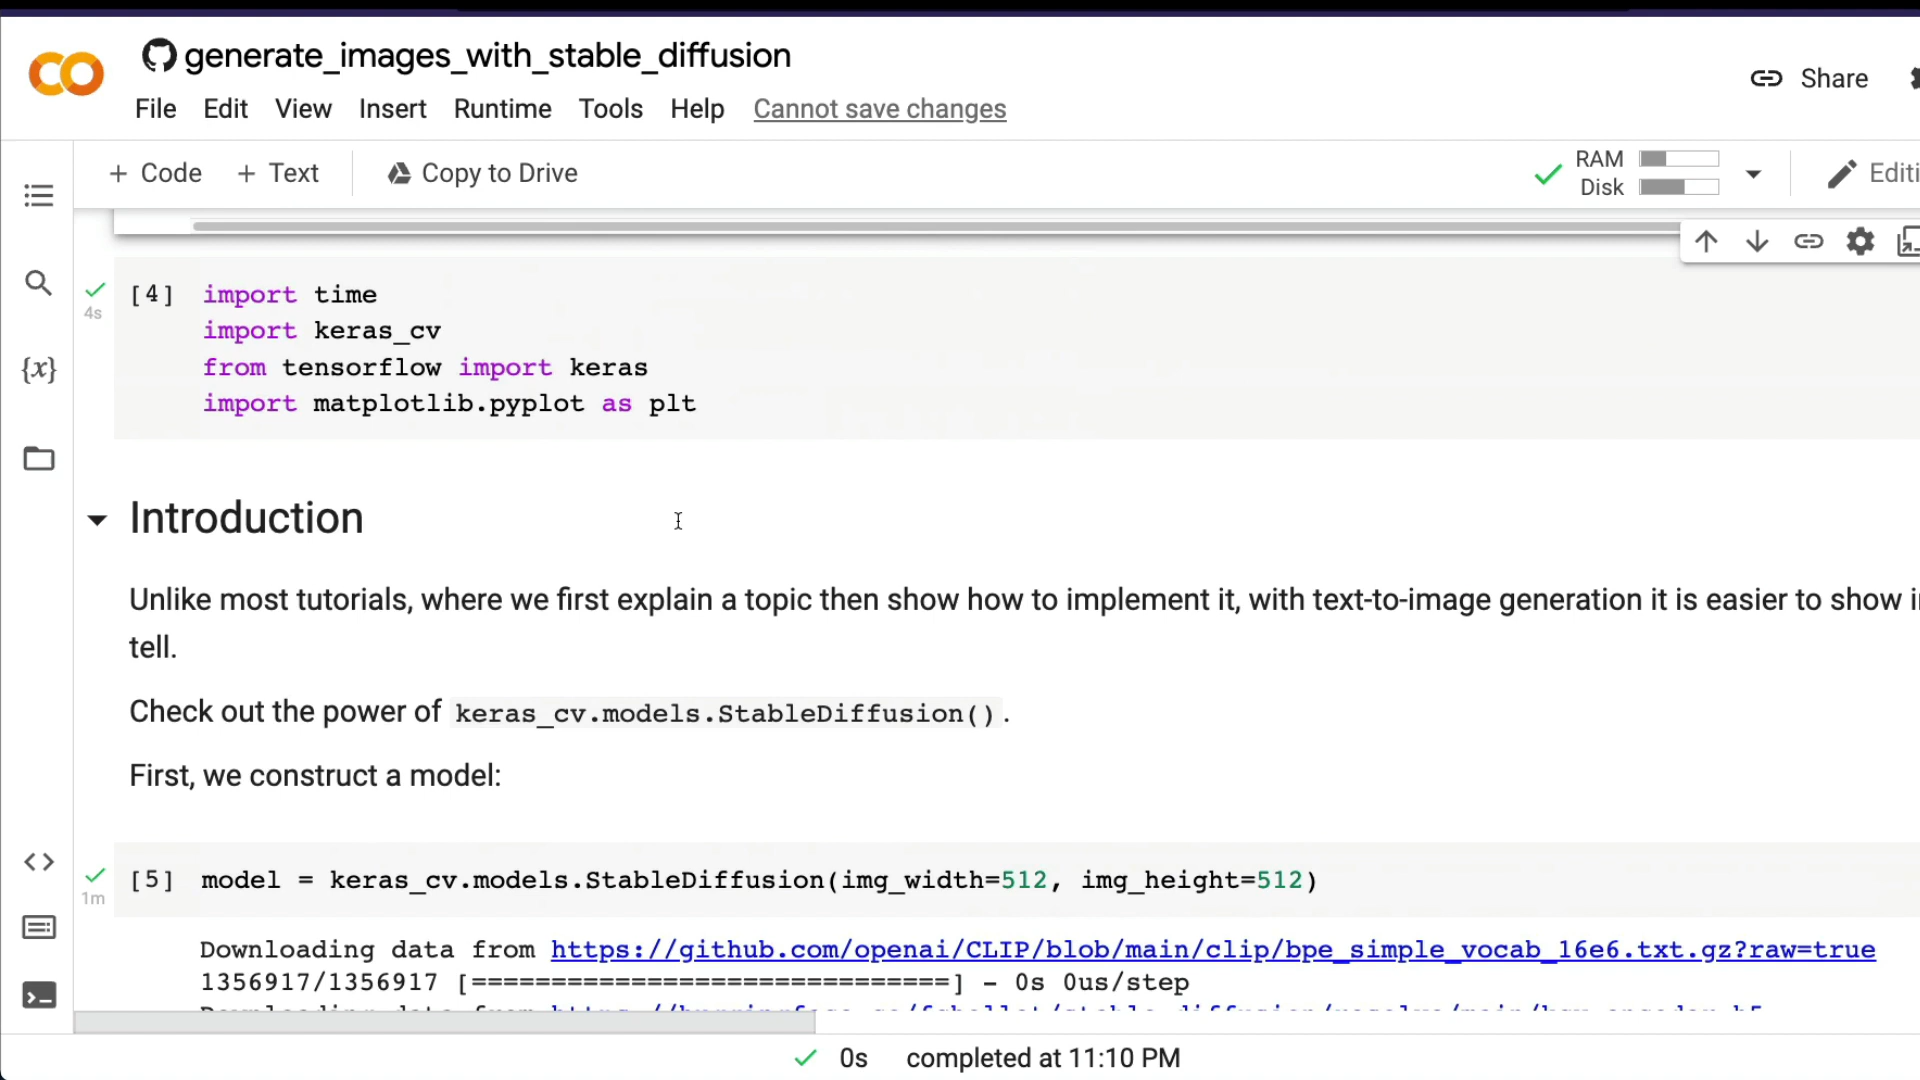 generate_images_with_stable_diffusion
File Edit View Insert Runtime Tools Help Cannot save changes
Share
+ Code + Text Copy to Drive
RAM
Disk
Editi
[4] import time
4s
import keras_cv
from tensorflow import keras
import matplotlib.pyplot as plt
{x}
Introduction
Unlike most tutorials, where we first explain a topic then show how to implement it, with text-to-image generation it is easier to show i
tell.
Check out the power of keras_cv.models.StableDiffusion().
First, we construct a model:
[5] model = keras_cv.models.StableDiffusion(img_width=512, img_height=512)
1m
Downloading data from https://github.com/openai/CLIP/blob/main/clip/bpe_simple_vocab_16e6.txt.gz?raw=true
1356917/1356917 [==============================] - 0s 0us/step
0s completed at 11:10 PM